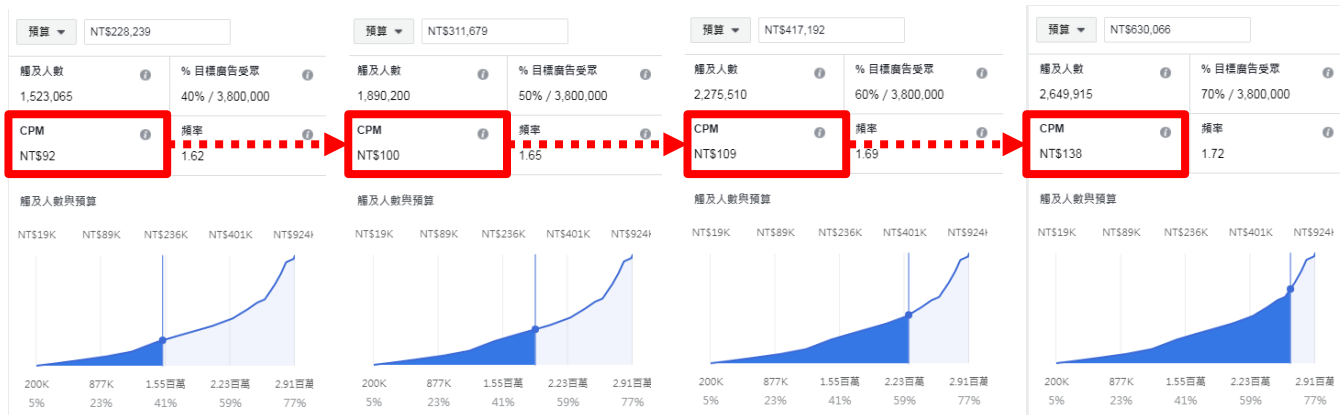 預算 NT$228,239
觸及人數 % 目標廣告受眾
1,523,065 40% / 3,800,000
CPM 頻率
NT$92 1.62
觸及人數與預算
NT$19K NT$89K NT$236K NT$401K NT$924K
200K 877K 1.55百萬 2.23百萬 2.91百萬
5% 23% 41% 59% 77%
預算 NT$311,679
觸及人數 % 目標廣告受眾
1,890,200 50% / 3,800,000
CPM 頻率
NT$100 1.65
觸及人數與預算
NT$19K NT$89K NT$236K NT$401K NT$924K
200K 877K 1.55百萬 2.23百萬 2.91百萬
5% 23% 41% 59% 77%
預算 NT$417,192
觸及人數 % 目標廣告受眾
2,275,510 60% / 3,800,000
CPM 頻率
NT$109 1.69
觸及人數與預算
NT$19K NT$89K NT$236K NT$401K NT$924K
200K 877K 1.55百萬 2.23百萬 2.91百萬
5% 23% 41% 59% 77%
預算 NT$630,066
觸及人數 % 目標廣告受眾
2,649,915 70% / 3,800,000
CPM 頻率
NT$138 1.72
觸及人數與預算
NT$19K NT$89K NT$236K NT$401K NT$924K
200K 877K 1.55百萬 2.23百萬 2.91百萬
5% 23% 41% 59% 77%